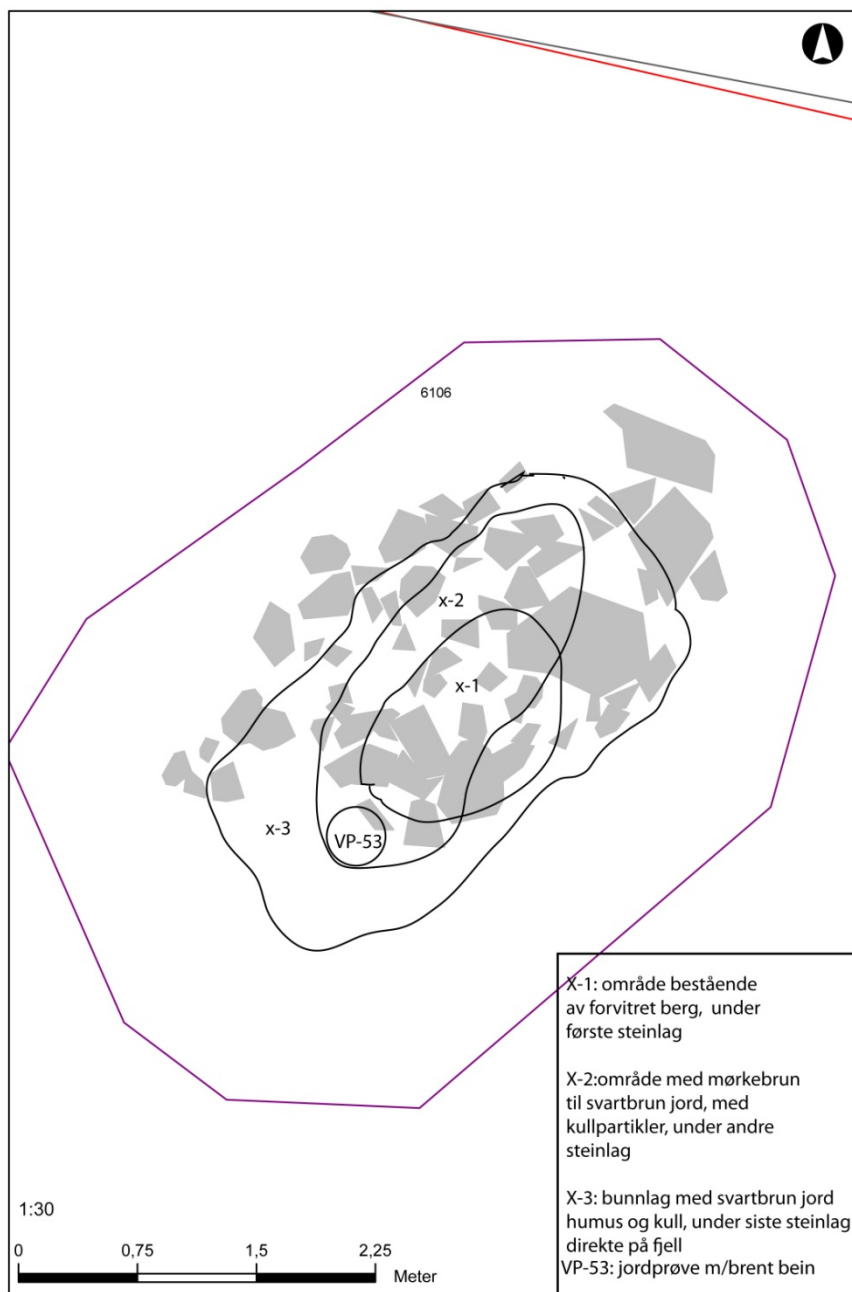 6106
x-2
x-1
x-3
VP-53
X-1: område bestående
av forvitret berg, under
første steinlag
X-2:område med mørkebrun
til svartbrun jord, med
kullpartikler, under andre
steinlag
X-3: bunnlag med svartbrun jord
humus og kull, under siste steinlag
direkte på fjell
VP-53: jordprøve m/brent bein
1:30
0 0,75 1,5 2,25
Meter